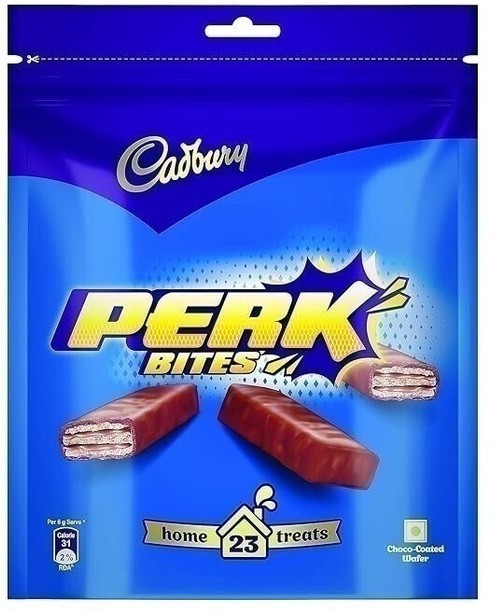 Cadbury
PERK
BITES
Per 6 g Serve*
Calorie
31
2%
RDA*
home 23 treats
Choco-Coated
Wafer